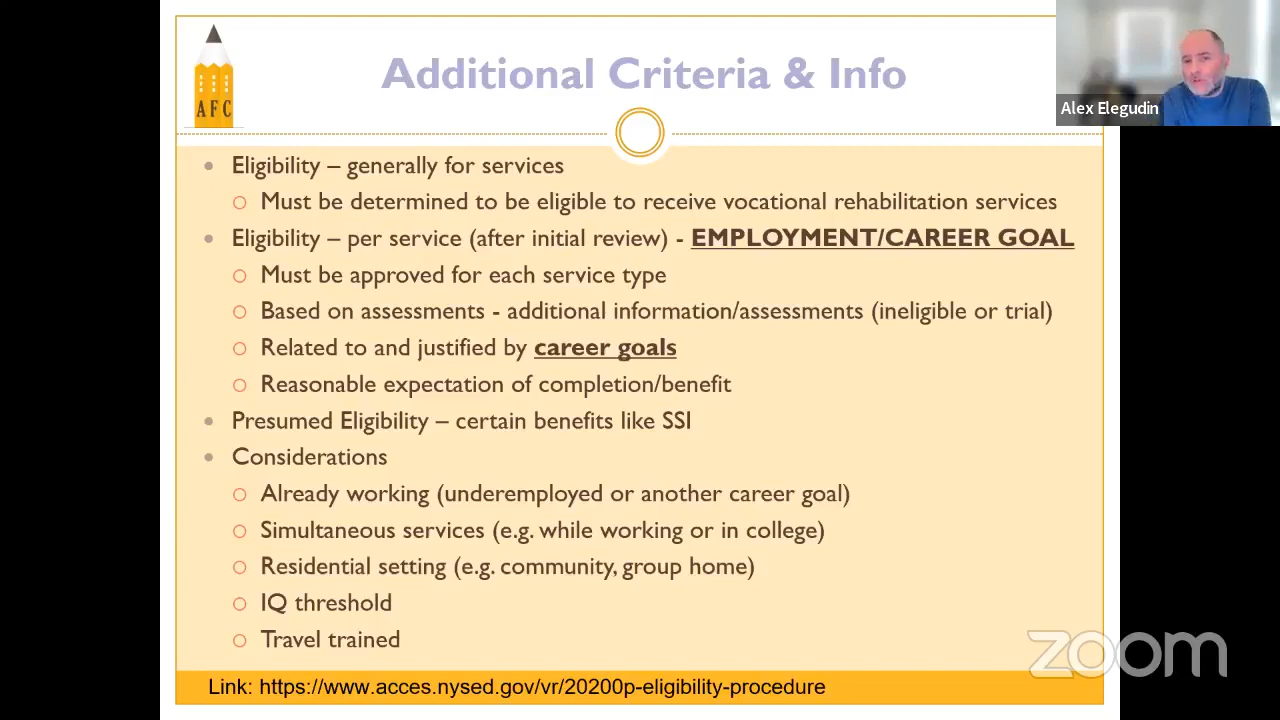 Additional Criteria & Info
AFC
Alex Elegudin
Eligibility – generally for services
Must be determined to be eligible to receive vocational rehabilitation services
Eligibility – per service (after initial review) - EMPLOYMENT/CAREER GOAL
Must be approved for each service type
Based on assessments - additional information/assessments (ineligible or trial)
Related to and justified by career goals
Reasonable expectation of completion/benefit
Presumed Eligibility – certain benefits like SSI
Considerations
Already working (underemployed or another career goal)
Simultaneous services (e.g. while working or in college)
Residential setting (e.g. community, group home)
IQ threshold
Travel trained
zoom
Link: https://www.acces.nysed.gov/vr/20200p-eligibility-procedure